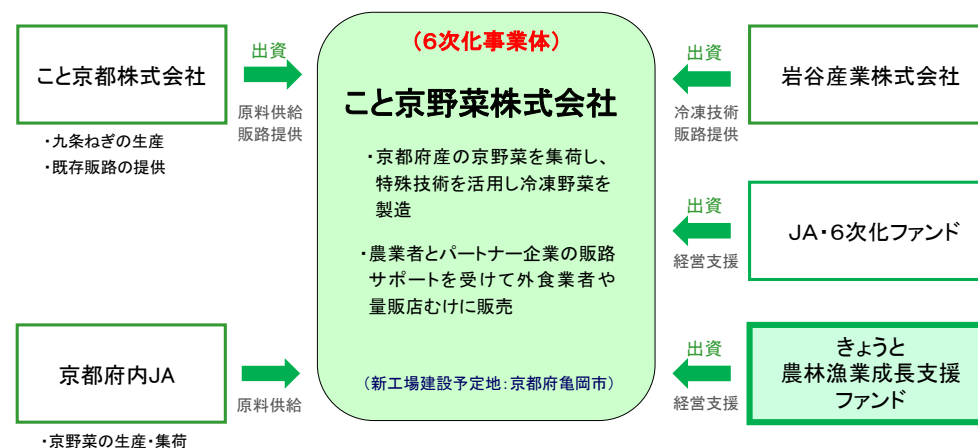 こと京都株式会社
・九条ねぎの生産
・既存販路の提供
出資
原料供給
販路提供
京都府内JA
・京野菜の生産・集荷
原料供給
(6次化事業体)
こと京野菜株式会社
・京都府産の京野菜を集荷し、
特殊技術を活用し冷凍野菜を
製造
・農業者とパートナー企業の販路
サポートを受けて外食業者や
量販店むけに販売
(新工場建設予定地:京都府亀岡市)
出資
冷凍技術
販路提供
岩谷産業株式会社
出資
経営支援
JA・6次化ファンド
出資
経営支援
きょうと
農林漁業成長支援
ファンド